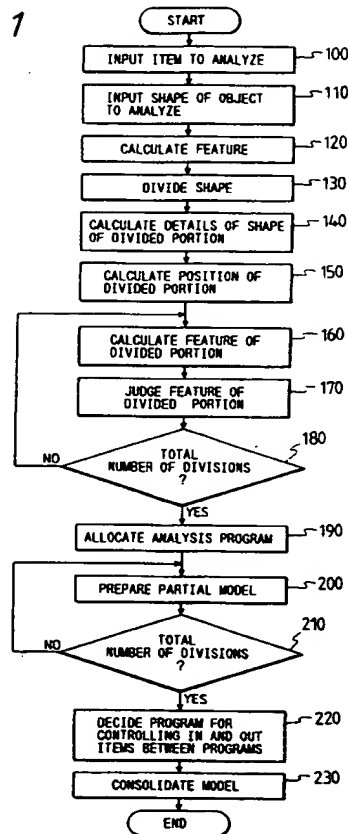 1
START
INPUT ITEM TO ANALYZE
100
INPUT SHAPE OF OBJECT
TO ANALYZE
110
CALCULATE FEATURE
120
DIVIDE SHAPE
130
CALCULATE DETAILS OF SHAPE
OF DIVIDED PORTION
140
CALCULATE POSITION OF
DIVIDED PORTION
150
CALCULATE FEATURE OF
DIVIDED PORTION
160
JUDGE FEATURE OF
DIVIDED PORTION
170
TOTAL
NUMBER OF DIVISIONS
?
180
NO
YES
ALLOCATE ANALYSIS PROGRAM
190
PREPARE PARTIAL MODEL
200
TOTAL
NUMBER OF DIVISIONS
?
210
NO
YES
DECIDE PROGRAM FOR
CONTROLLING IN AND OUT
ITEMS BETWEEN PROGRAMS
220
CONSOLIDATE MODEL
230
END